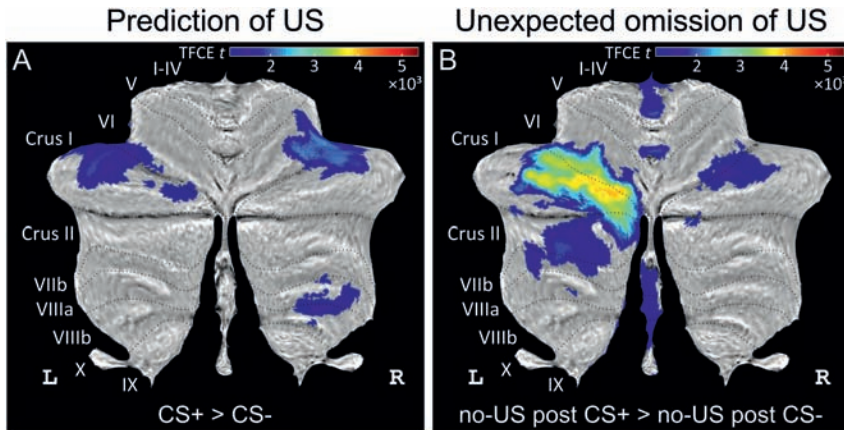 Prediction of US
Unexpected omission of US
A
TFCE t
2
3
4
5
×10³
I-IV
V
VI
Crus I
Crus II
VIIb
VIIIa
VIIIb
X
IX
L
R
CS+ > CS-
B
TFCE t
2
3
4
5
×10³
I-IV
V
VI
Crus I
Crus II
VIIb
VIIIa
VIIIb
X
IX
L
R
no-US post CS+ > no-US post CS-